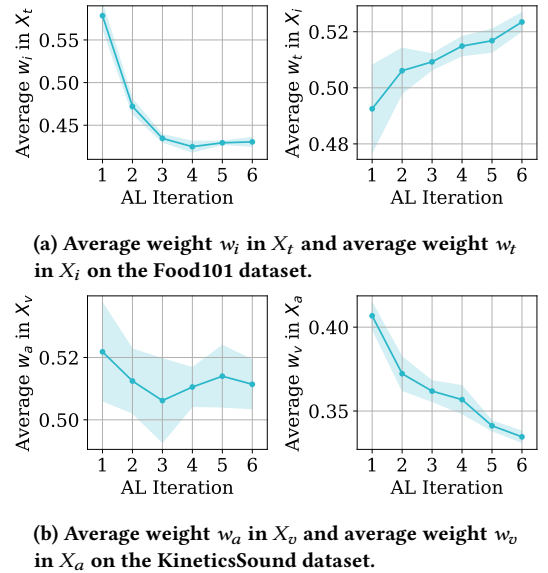 Average w_i in X_t
0.55
0.50
0.45
1 2 3 4 5 6
AL Iteration
Average w_t in X_i
0.52
0.50
0.48
1 2 3 4 5 6
AL Iteration
(a) Average weight w_i in X_t and average weight w_t
in X_i on the Food101 dataset.
Average w_a in X_v
0.52
0.50
1 2 3 4 5 6
AL Iteration
Average w_v in X_a
0.40
0.35
1 2 3 4 5 6
AL Iteration
(b) Average weight w_a in X_v and average weight w_v
in X_a on the KineticsSound dataset.